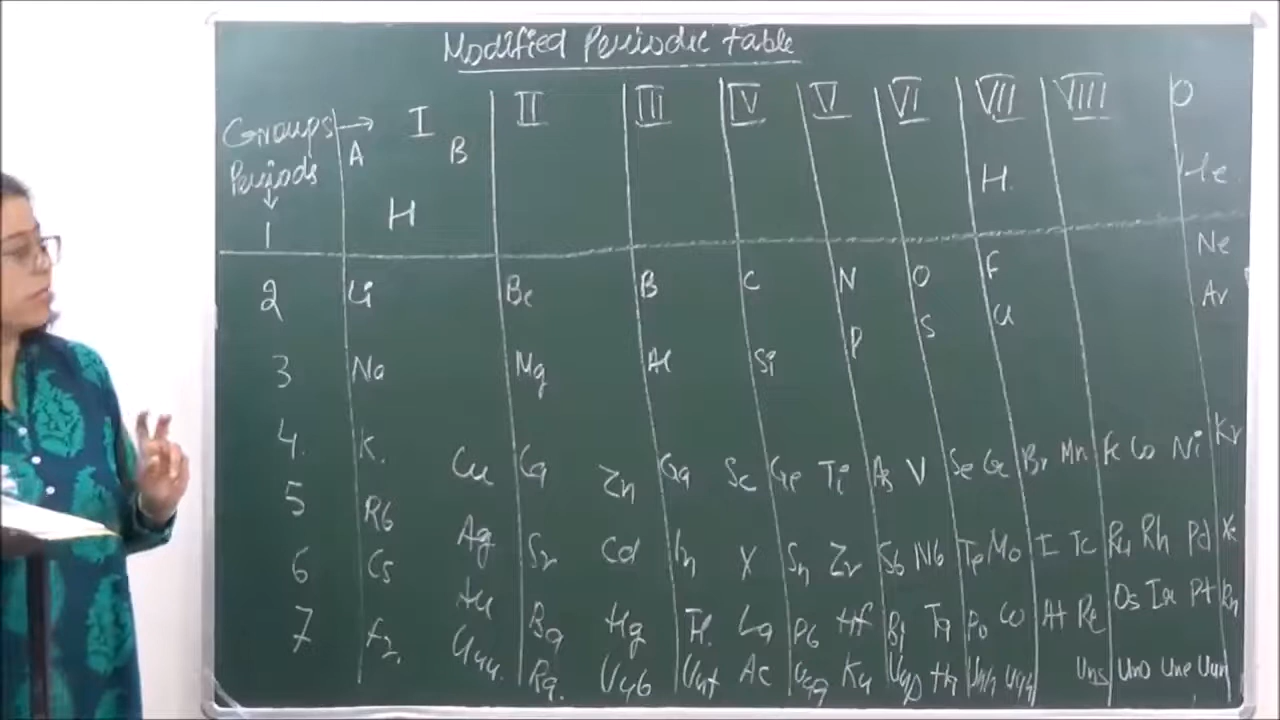 Modified Periodic table
Groups → I II III IV V VI VII VIII O
Periods A B
↓
H He
1 H
Ne
2 Li Be B C N O F
Ar
S Cl
3 Na Mg Al Si P
4 K Cu Ca Zn Ga Sc Ge Ti As V Se Cr Br Mn Fe Co Ni Kr
5 Rb Ag Sr Cd In Y Sn Zr Sb Nb Te Mo I Tc Ru Rh Pd Xe
6 Cs Au Ba Hg Tl La Pb Hf Bi Ta Po W At Re Os Ir Pt Rn
7 Fr Uuu Ra Uub Uut Ac Uuq Ku Uup Ha Uuh Unh Uns Uno Une Uun